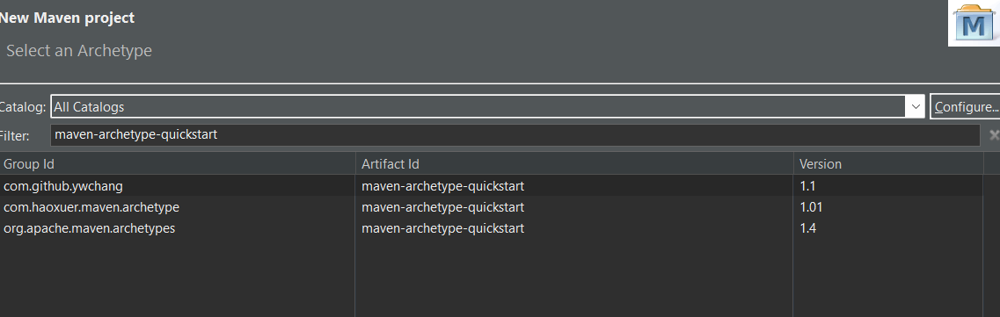 New Maven project
Select an Archetype
M
Catalog: All Catalogs Configure...
Filter: maven-archetype-quickstart
Group Id Artifact Id Version
com.github.ywchang maven-archetype-quickstart 1.1
com.haoxuer.maven.archetype maven-archetype-quickstart 1.01
org.apache.maven.archetypes maven-archetype-quickstart 1.4